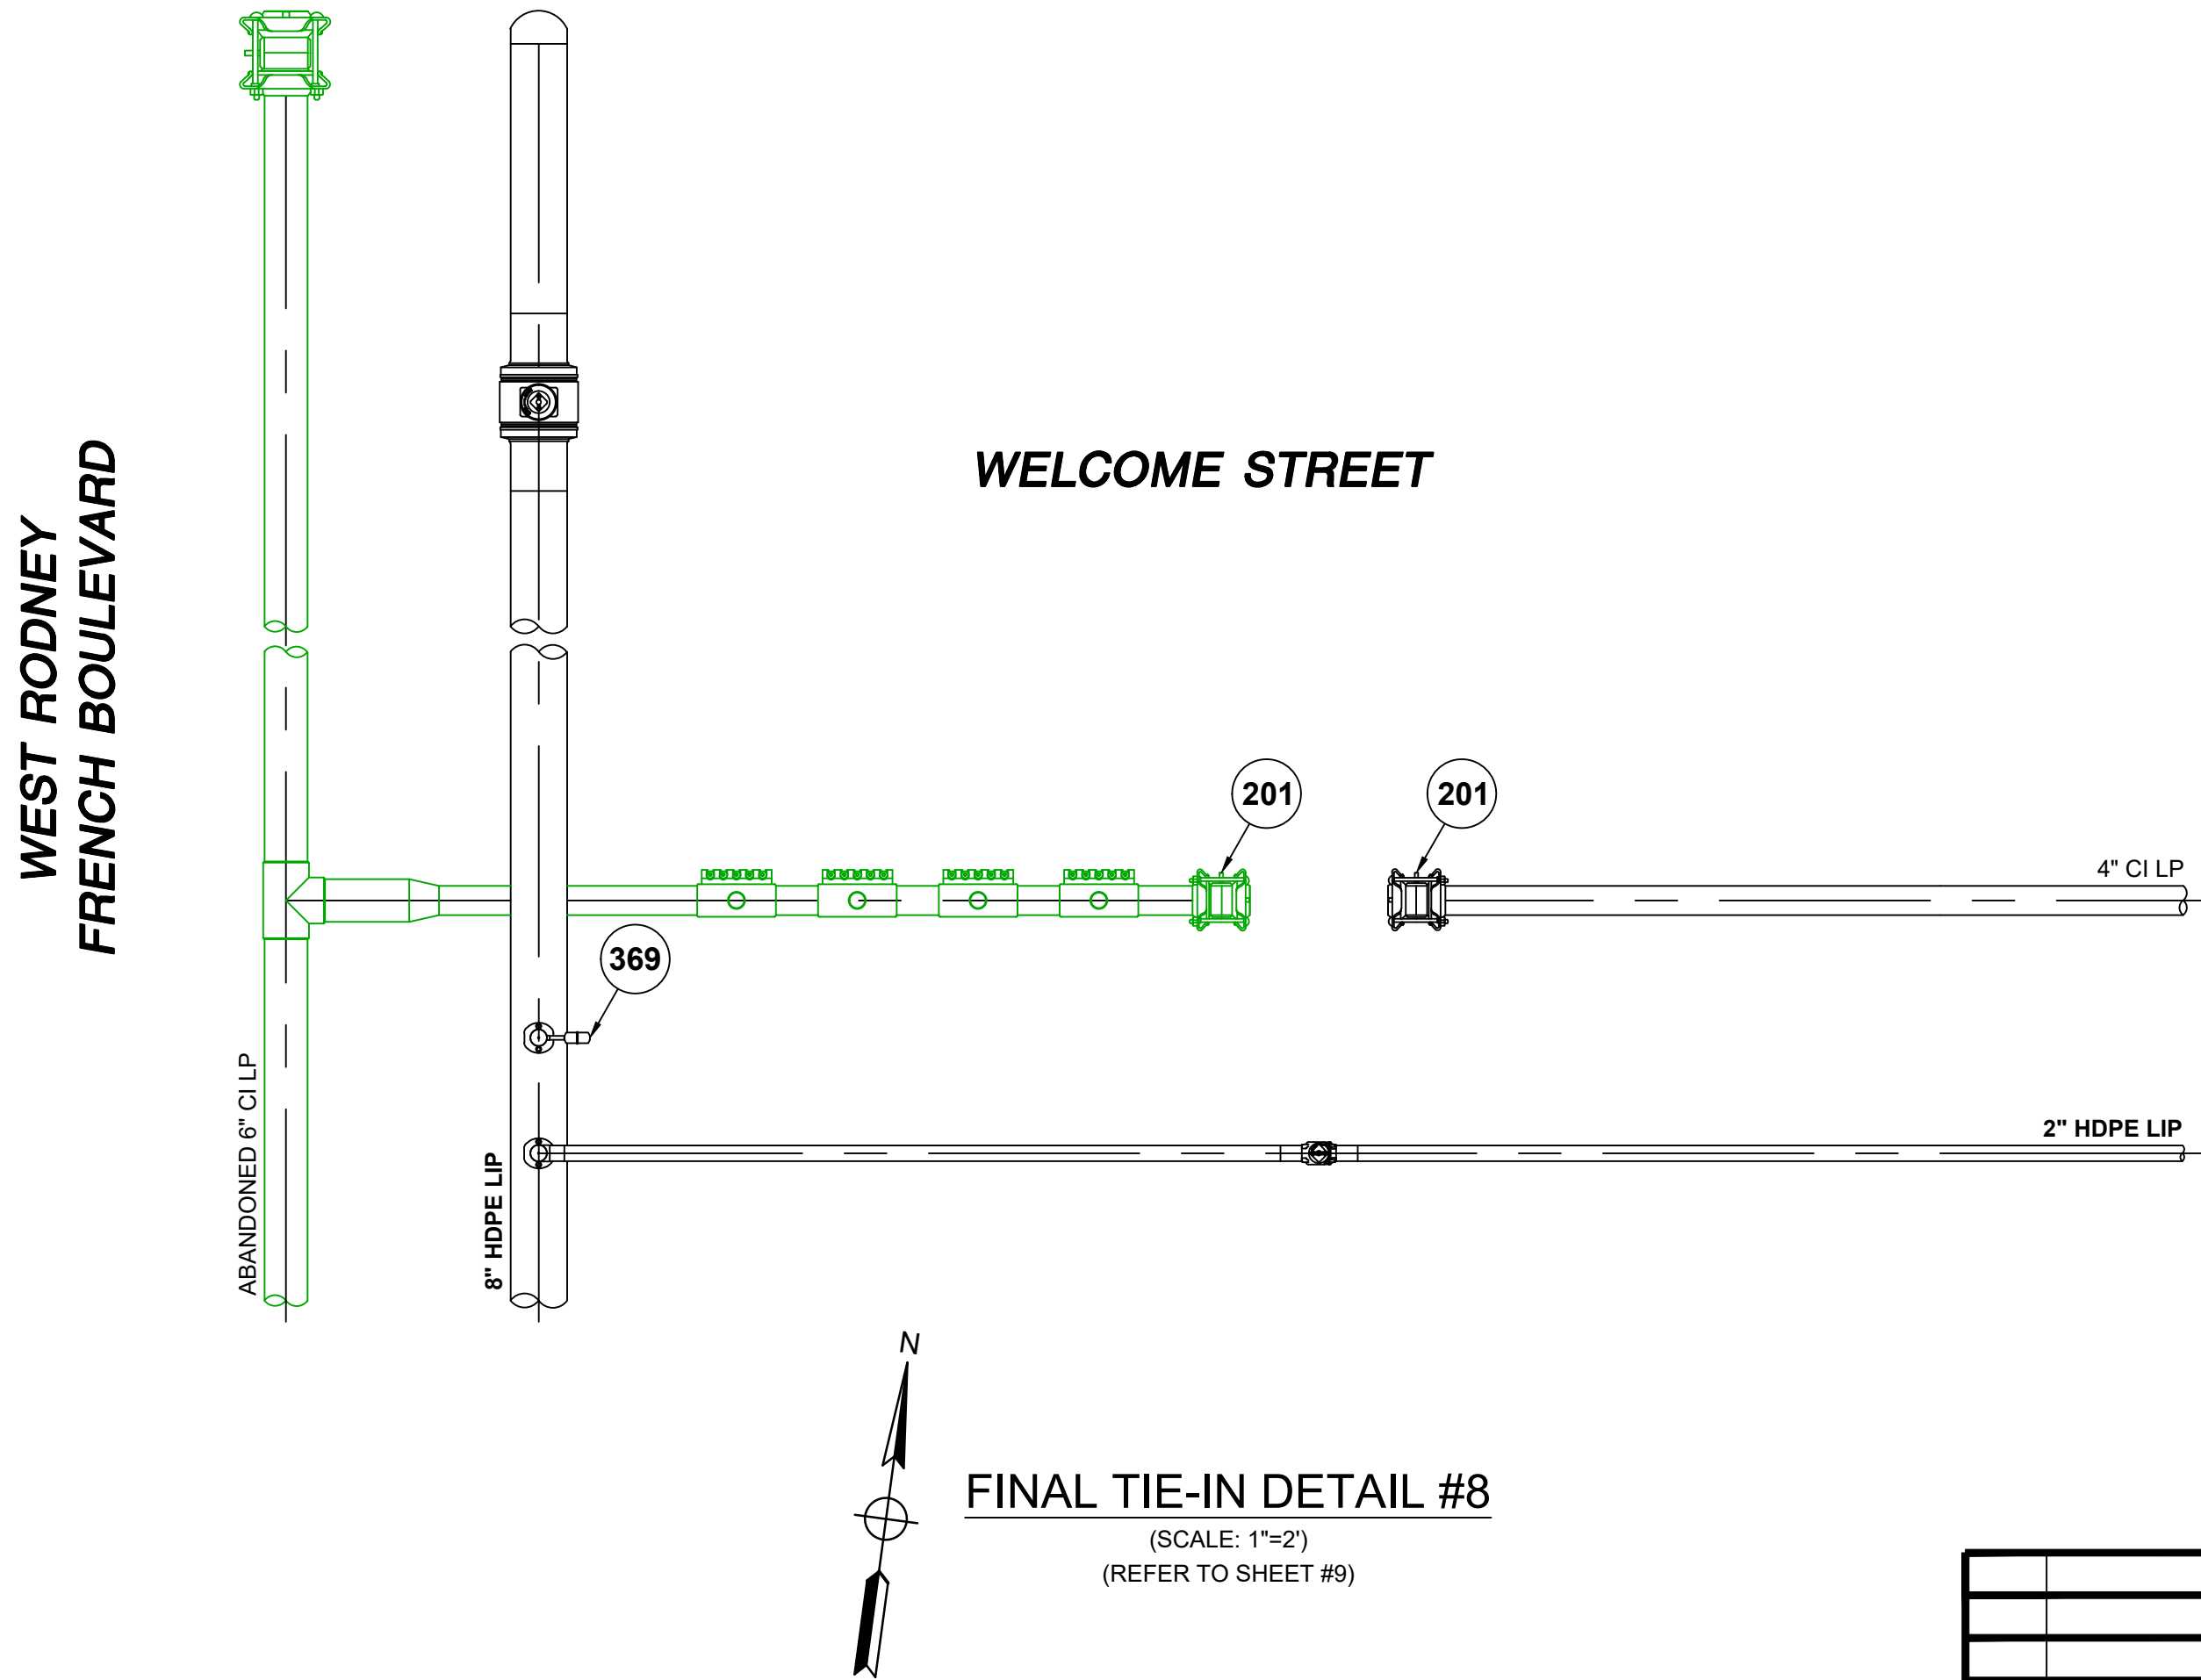 WEST RODNEY
FRENCH BOULEVARD
WELCOME STREET
201
201
4" CI LP
369
ABANDONED 6" CI LP
8" HDPE LIP
2" HDPE LIP
N
FINAL TIE-IN DETAIL #8
(SCALE: 1"=2')
(REFER TO SHEET #9)